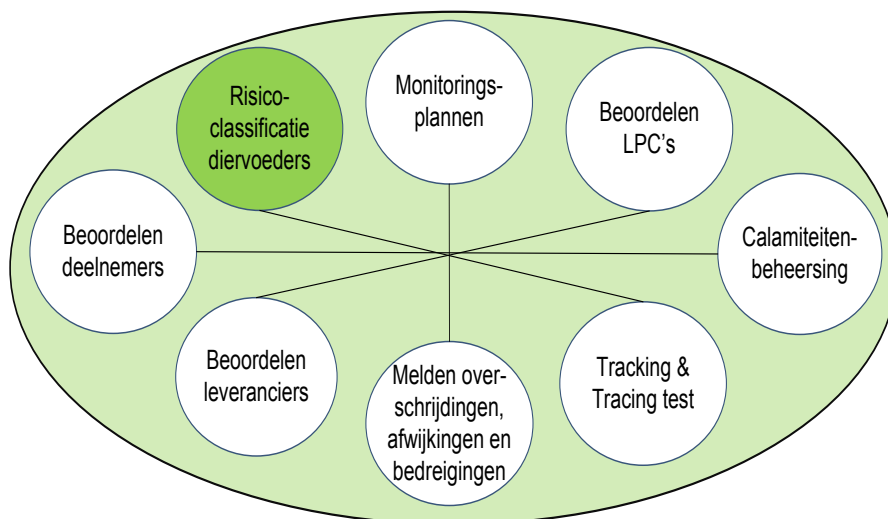 Risico-
classificatie
diervoeders
Monitorings-
plannen
Beoordelen
LPC's
Beoordelen
deelnemers
Calamiteiten-
beheersing
Beoordelen
leveranciers
Melden over-
schrijdingen,
afwijkingen en
bedreigingen
Tracking &
Tracing test